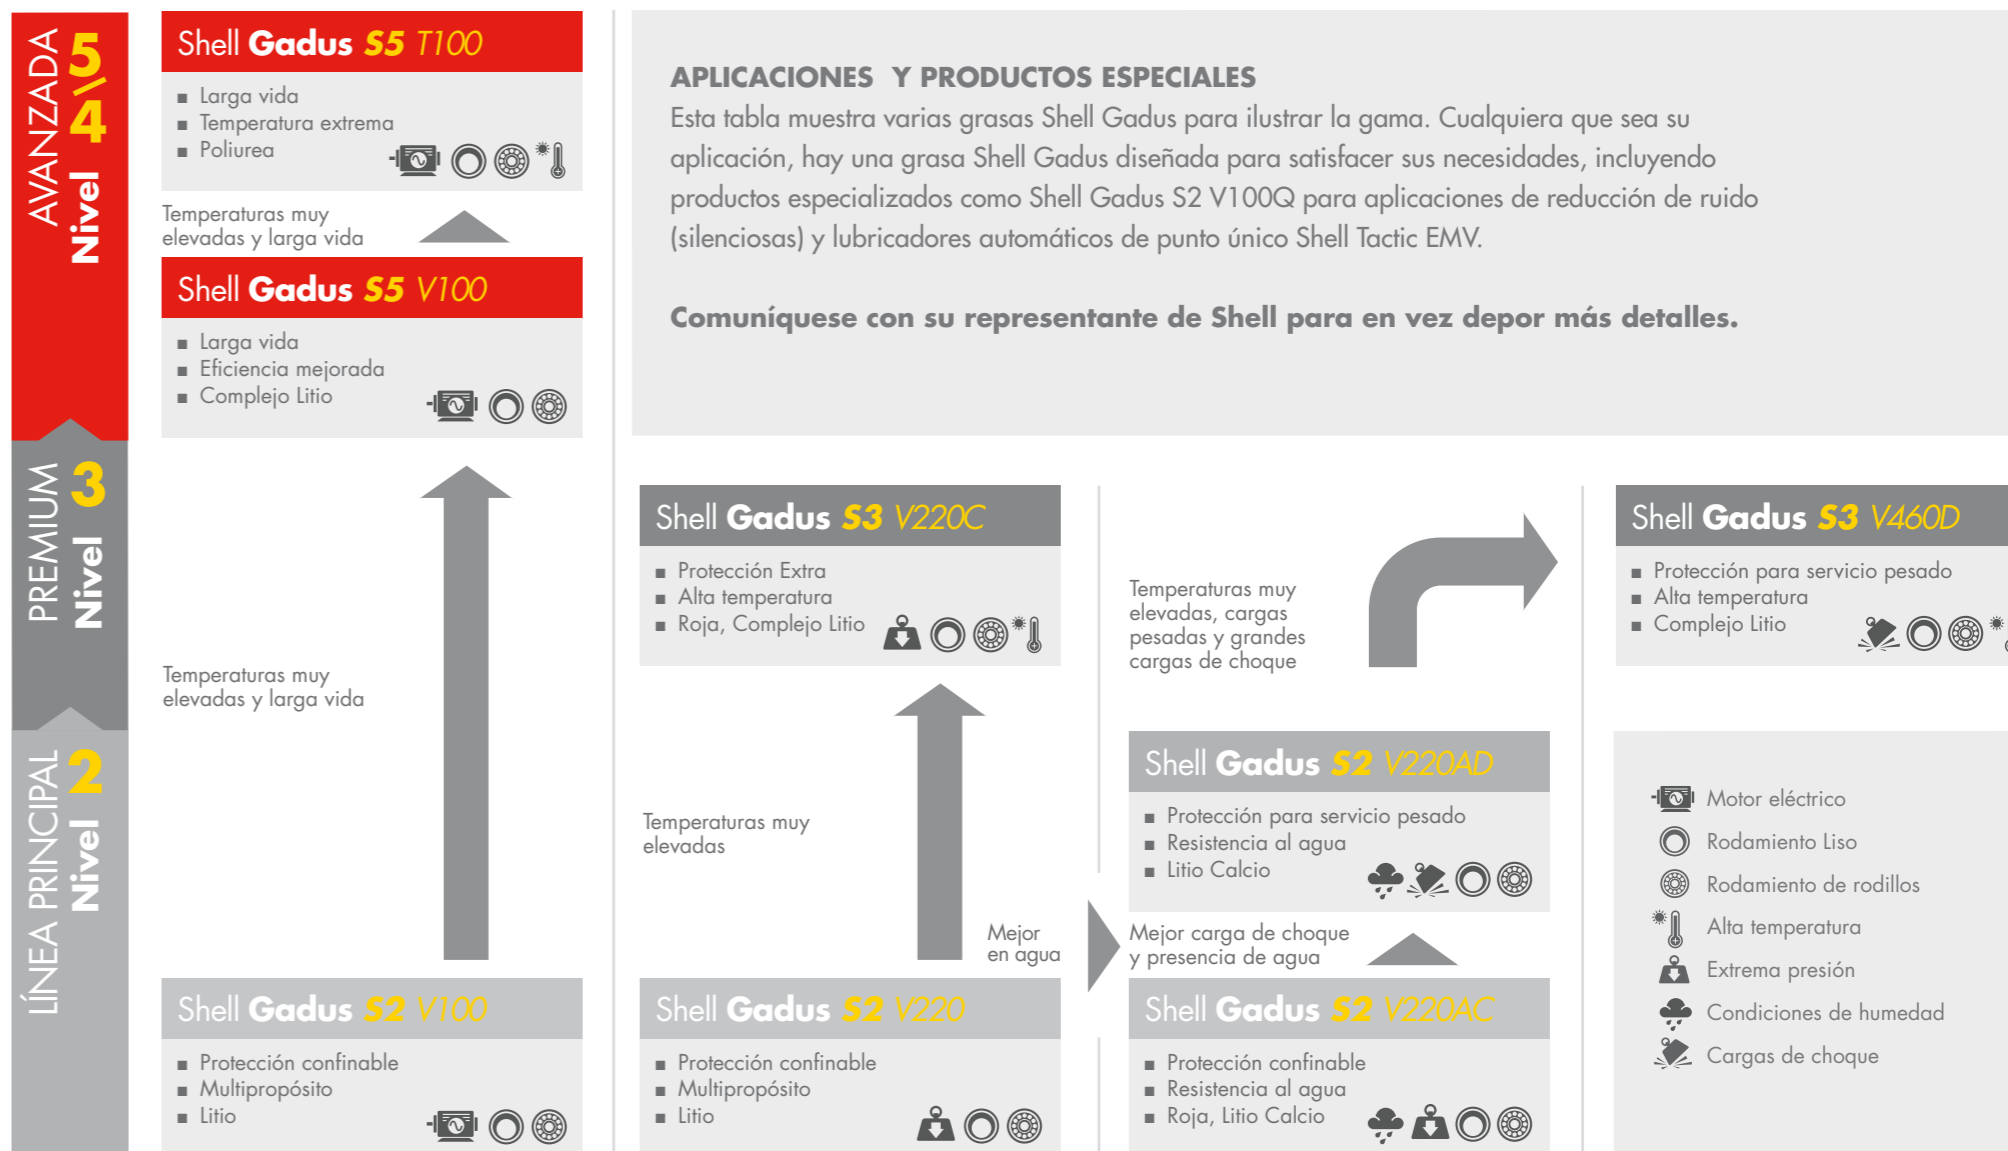 AVANZADA
Nivel 4\5
PREMIUM
Nivel 3
LÍNEA PRINCIPAL
Nivel 2
Shell Gadus S5 T100
Larga vida
Temperatura extrema
Poliurea
Temperaturas muy
elevadas y larga vida
Shell Gadus S5 V100
Larga vida
Eficiencia mejorada
Complejo Litio
Temperaturas muy
elevadas y larga vida
Shell Gadus S2 V100
Protección confinable
Multipropósito
Litio
APLICACIONES Y PRODUCTOS ESPECIALES
Esta tabla muestra varias grasas Shell Gadus para ilustrar la gama. Cualquiera que sea su
aplicación, hay una grasa Shell Gadus diseñada para satisfacer sus necesidades, incluyendo
productos especializados como Shell Gadus S2 V100Q para aplicaciones de reducción de ruido
(silenciosas) y lubricadores automáticos de punto único Shell Tactic EMV.
Comuníquese con su representante de Shell para en vez depor más detalles.
Shell Gadus S3 V220C
Protección Extra
Alta temperatura
Roja, Complejo Litio
Temperaturas muy
elevadas
Mejor
en agua
Shell Gadus S2 V220
Protección confinable
Multipropósito
Litio
Temperaturas muy
elevadas, cargas
pesadas y grandes
cargas de choque
Shell Gadus S2 V220AD
Protección para servicio pesado
Resistencia al agua
Litio Calcio
Mejor carga de choque
y presencia de agua
Shell Gadus S2 V220AC
Protección confinable
Resistencia al agua
Roja, Litio Calcio
Shell Gadus S3 V460D
Protección para servicio pesado
Alta temperatura
Complejo Litio
Motor eléctrico
Rodamiento Liso
Rodamiento de rodillos
Alta temperatura
Extrema presión
Condiciones de humedad
Cargas de choque